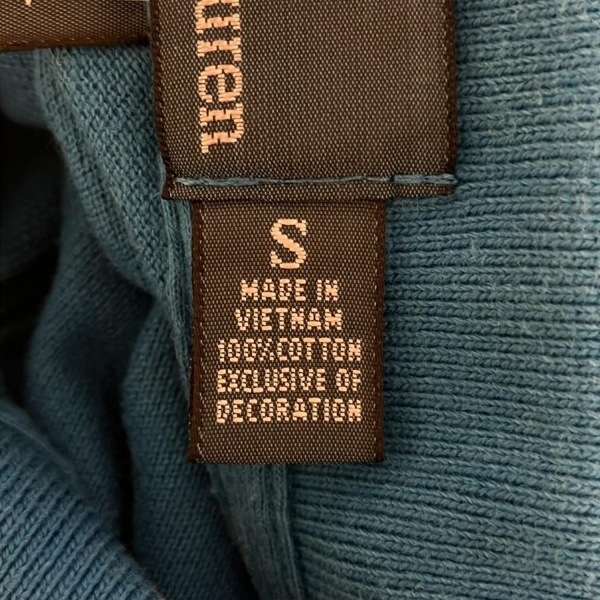 uren
S
MADE IN
VIETNAM
100%COTTON
EXCLUSIVE OF
DECORATION